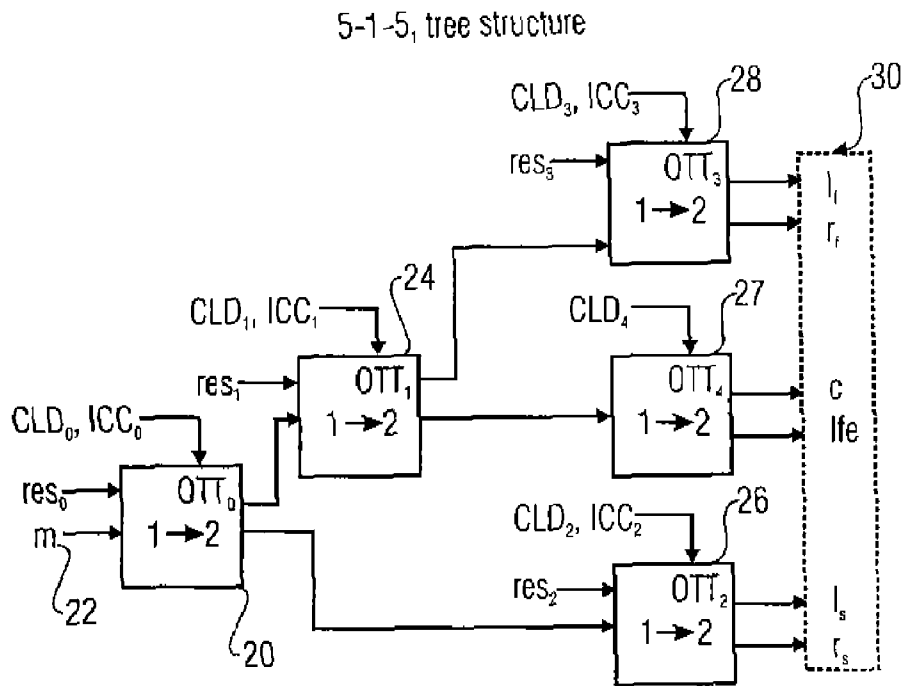 5-1-5₁ tree structure
CLD₃, ICC₃
28
30
res₃
OTT₃
1→2
l_f
r_f
24
27
CLD₁, ICC₁
CLD₄
res₁
OTT₁
1→2
OTT₄
1→2
c
lfe
CLD₀, ICC₀
res₀
OTT₀
m
1→2
22
20
26
CLD₂, ICC₂
res₂
OTT₂
1→2
l_s
r_s